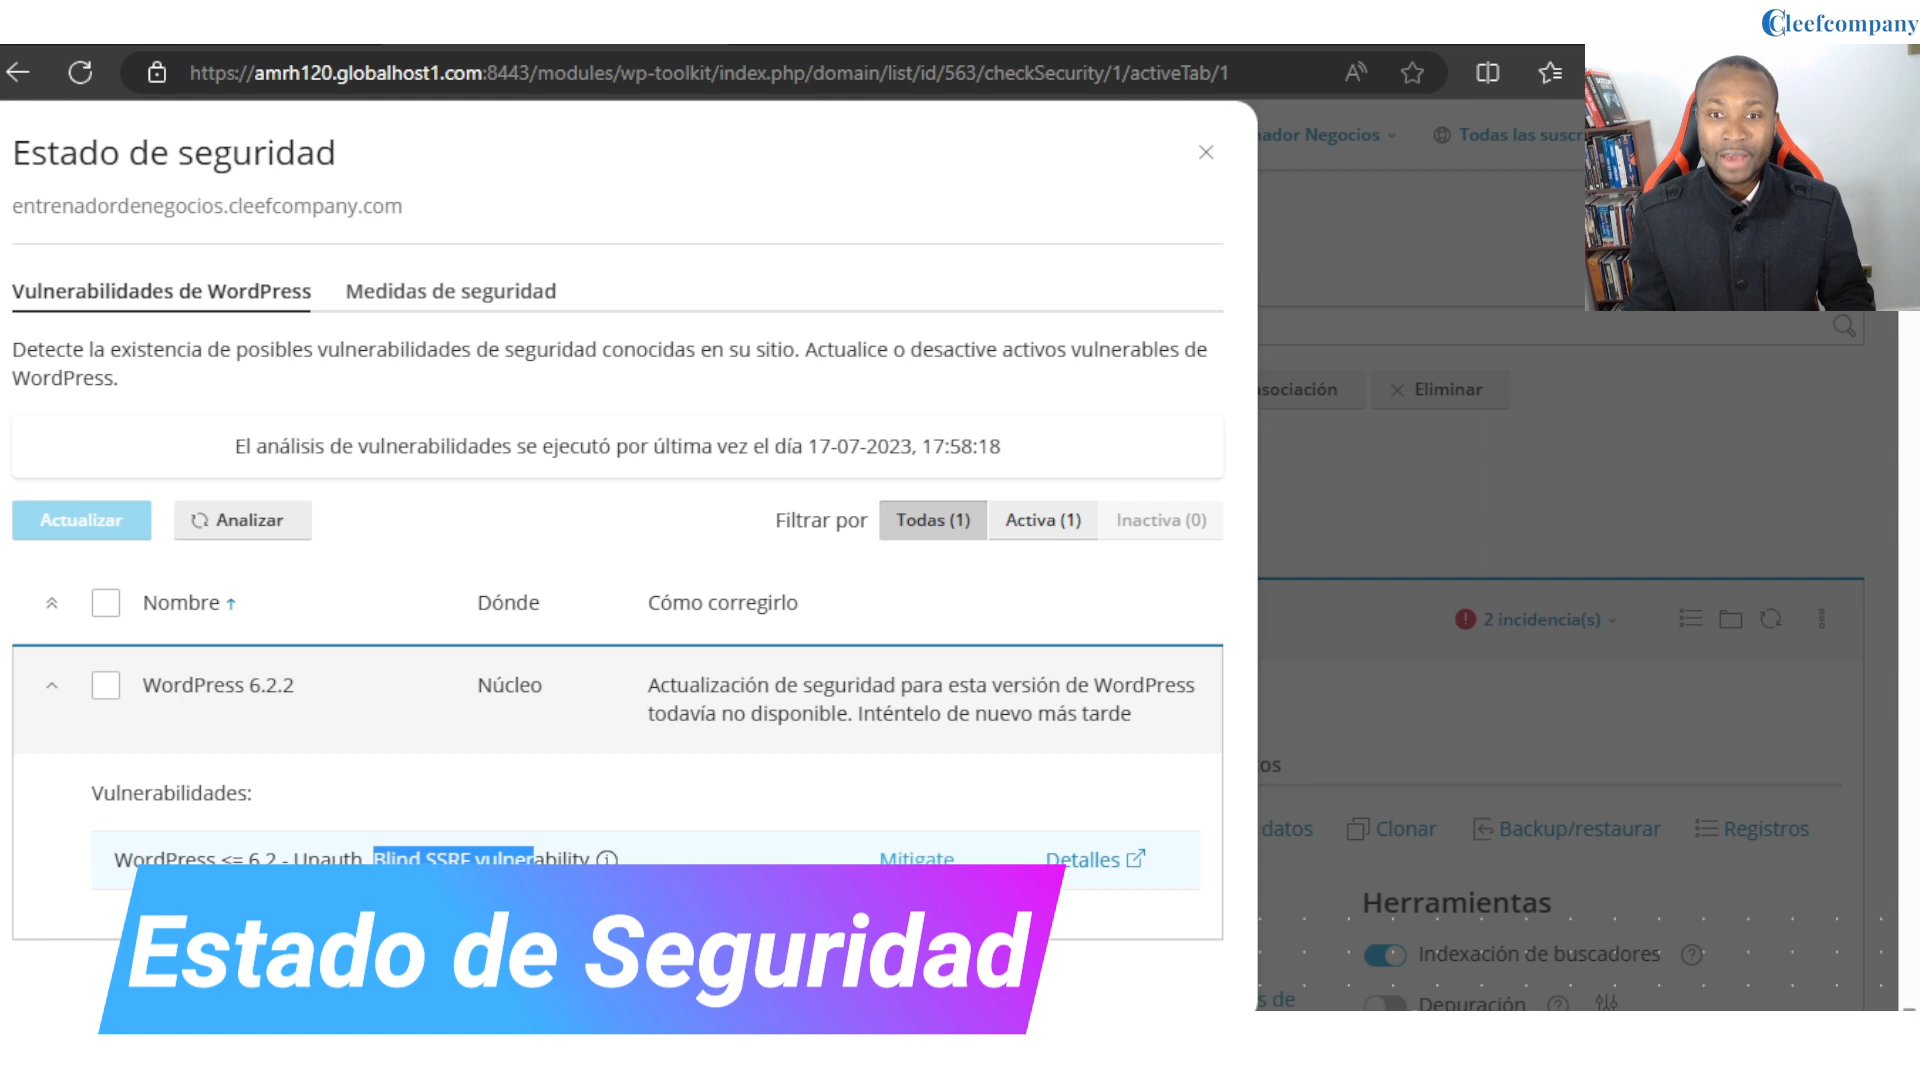 Cleefcompany
https://amrh120.globalhost1.com:8443/modules/wp-toolkit/index.php/domain/list/id/563/checkSecurity/1/activeTab/1
Estado de seguridad
entrenadordenegocios.cleefcompany.com
nador Negocios
Todas las suscr
Vulnerabilidades de WordPress
Medidas de seguridad
Detecte la existencia de posibles vulnerabilidades de seguridad conocidas en su sitio. Actualice o desactive activos vulnerables de
WordPress.
sociación
Eliminar
El análisis de vulnerabilidades se ejecutó por última vez el día 17-07-2023, 17:58:18
Actualizar
Analizar
Filtrar por
Todas (1)
Activa (1)
Inactiva (0)
Nombre
Dónde
Cómo corregirlo
2 incidencia(s)
WordPress 6.2.2
Núcleo
Actualización de seguridad para esta versión de WordPress
todavía no disponible. Inténtelo de nuevo más tarde
os
Vulnerabilidades:
datos
Clonar
Backup/restaurar
Registros
WordPress <= 6.2 - Unauth. Blind SSRF vulnerability
Mitigate
Detalles
Herramientas
Indexación de buscadores
s de
Depuración
Estado de Seguridad